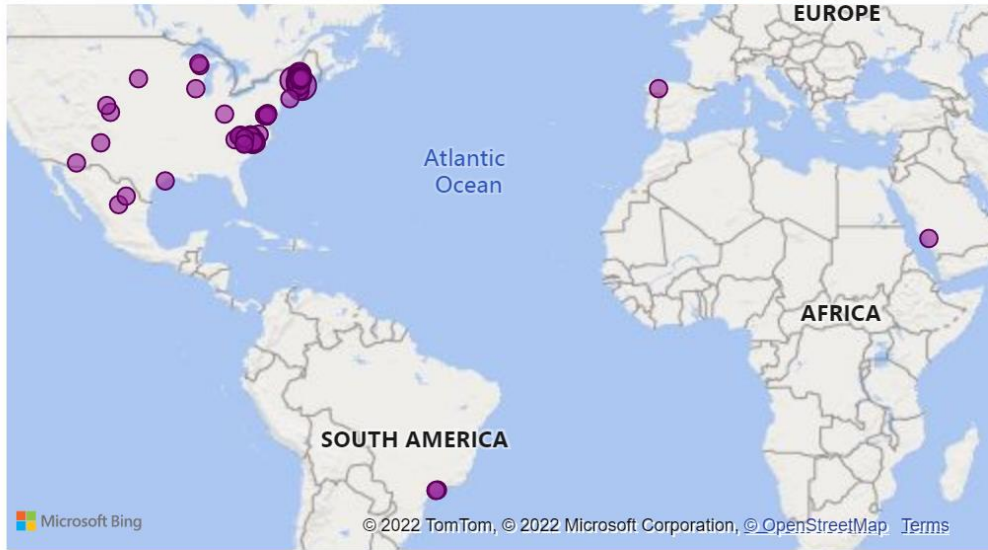 EUROPE
Atlantic
Ocean
AFRICA
SOUTH AMERICA
Microsoft Bing
© 2022 TomTom, © 2022 Microsoft Corporation, © OpenStreetMap Terms